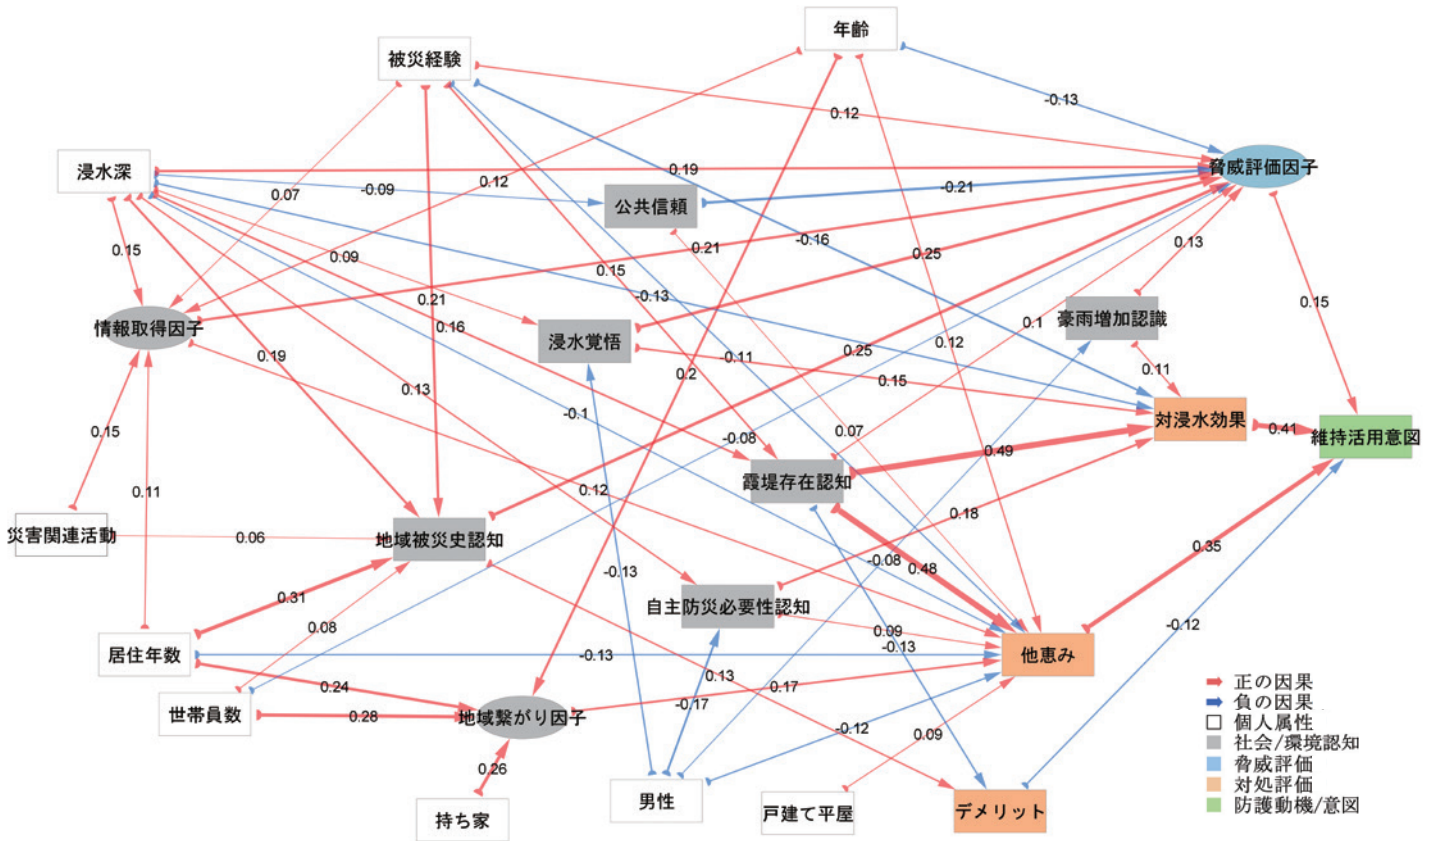 年齢
被災経験
-0.13
0.12
浸水深
0.19
脅威評価因子
-0.09
0.12
-0.21
0.07
公共信頼
0.15
0.09
0.21
-0.16
0.25
0.13
0.15
0.21
-0.13
0.15
情報取得因子
0.16
浸水覚悟
0.1
豪雨増加認識
0.12
0.19
-0.11
0.25
0.11
0.13
0.2
0.15
-0.1
対浸水効果
0.41
維持活用意図
0.15
-0.08
0.07
0.49
0.11
0.12
霞堤存在認知
0.18
災害関連活動
0.06
地域被災史認知
0.35
-0.13
-0.08
0.48
0.31
自主防災必要性認知
0.08
0.09
-0.12
居住年数
-0.13
-0.13
他恵み
0.24
0.13
0.17
正の因果
世帯員数
0.28
地域繋がり因子
-0.17
負の因果
-0.12
0.09
個人属性
社会/環境認知
0.26
脅威評価
男性
戸建て平屋
デメリット
対処評価
持ち家
防護動機/意図
-0.08